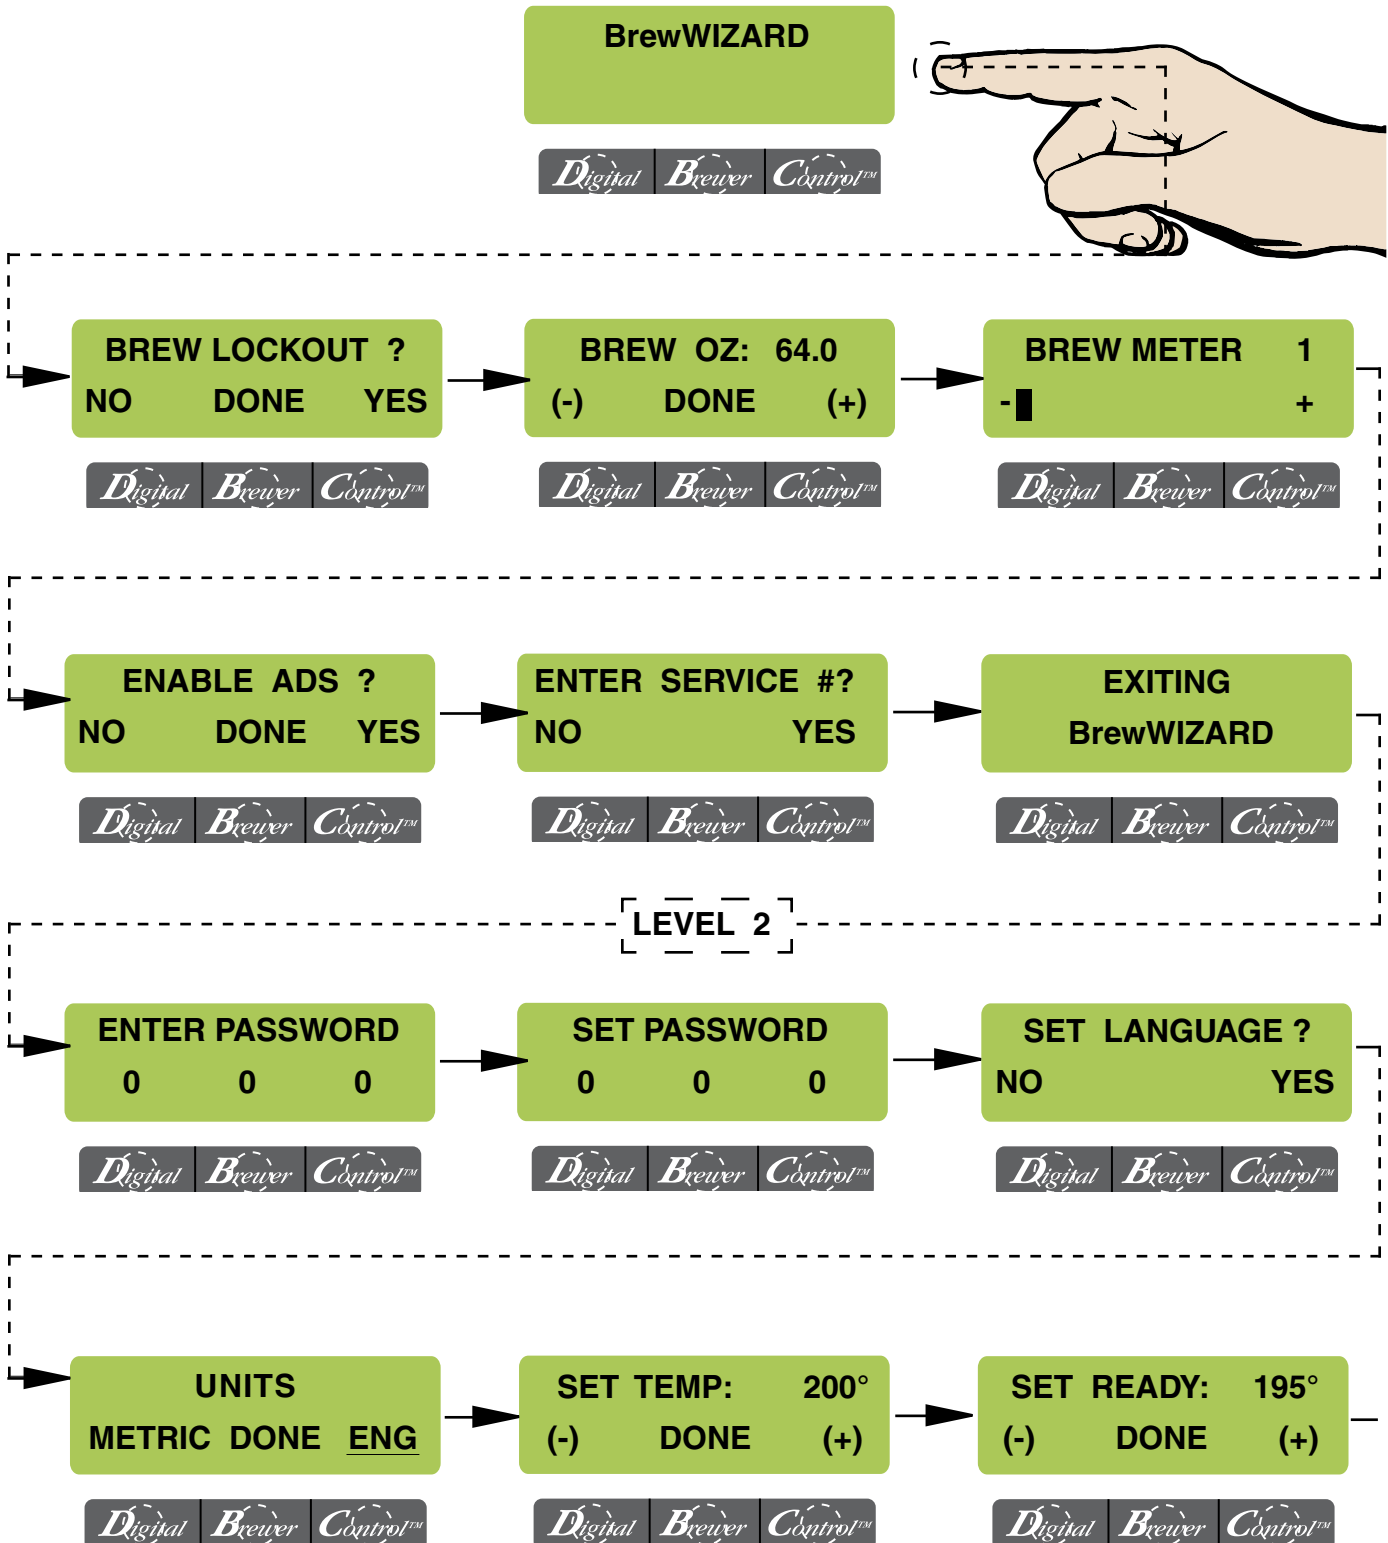 BrewWIZARD
Digital Brewer Control™
BREW LOCKOUT ?
NO DONE YES
Digital Brewer Control™
BREW OZ: 64.0
(-) DONE (+)
Digital Brewer Control™
BREW METER 1
- +
Digital Brewer Control™
ENABLE ADS ?
NO DONE YES
Digital Brewer Control™
ENTER SERVICE #?
NO YES
Digital Brewer Control™
EXITING
BrewWIZARD
Digital Brewer Control™
LEVEL 2
ENTER PASSWORD
0 0 0
Digital Brewer Control™
SET PASSWORD
0 0 0
Digital Brewer Control™
SET LANGUAGE ?
NO YES
Digital Brewer Control™
UNITS
METRIC DONE ENG
Digital Brewer Control™
SET TEMP: 200°
(-) DONE (+)
Digital Brewer Control™
SET READY: 195°
(-) DONE (+)
Digital Brewer Control™